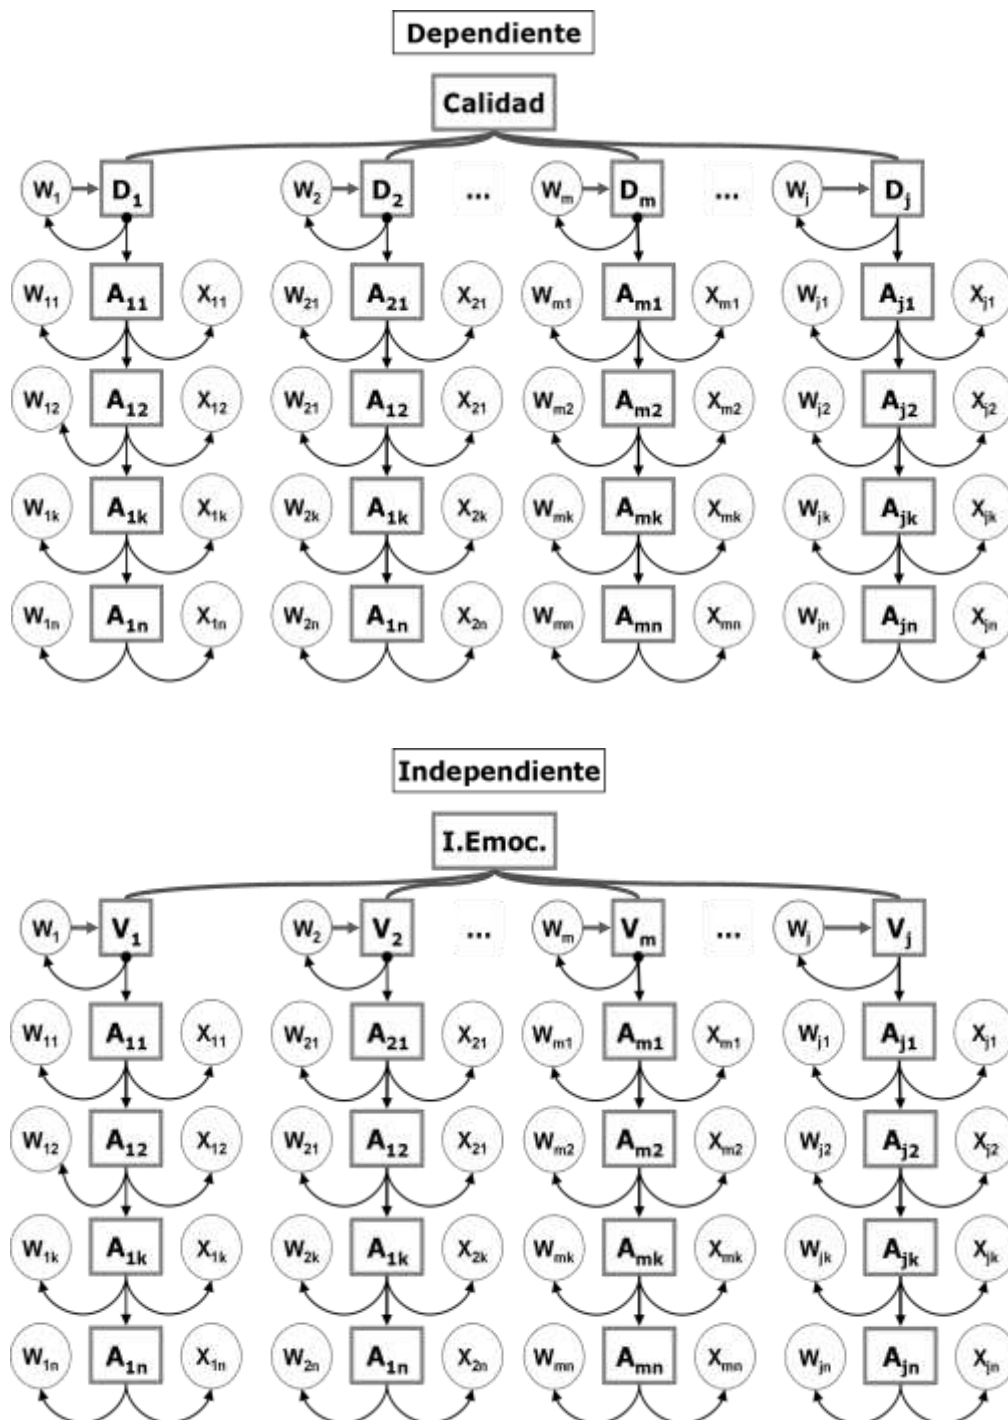 Dependiente
Calidad
W1 D1 W2 D2 ... Wm Dm ... Wj Dj
W11 A11 X11 W21 A21 X21 Wm1 Am1 Xm1 Wj1 Aj1 Xj1
W12 A12 X12 W21 A12 X21 Wm2 Am2 Xm2 Wj2 Aj2 Xj2
W1k A1k X1k W2k A1k X2k Wmk Amk Xmk Wjk Ajk Xjk
W1n A1n X1n W2n A1n X2n Wmn Amn Xmn Wjn Ajn Xjn
Independiente
I.Emoc.
W1 V1 W2 V2 ... Wm Vm ... Wj Vj
W11 A11 X11 W21 A21 X21 Wm1 Am1 Xm1 Wj1 Aj1 Xj1
W12 A12 X12 W21 A12 X21 Wm2 Am2 Xm2 Wj2 Aj2 Xj2
W1k A1k X1k W2k A1k X2k Wmk Amk Xmk Wjk Ajk Xjk
W1n A1n X1n W2n A1n X2n Wmn Amn Xmn Wjn Ajn Xjn